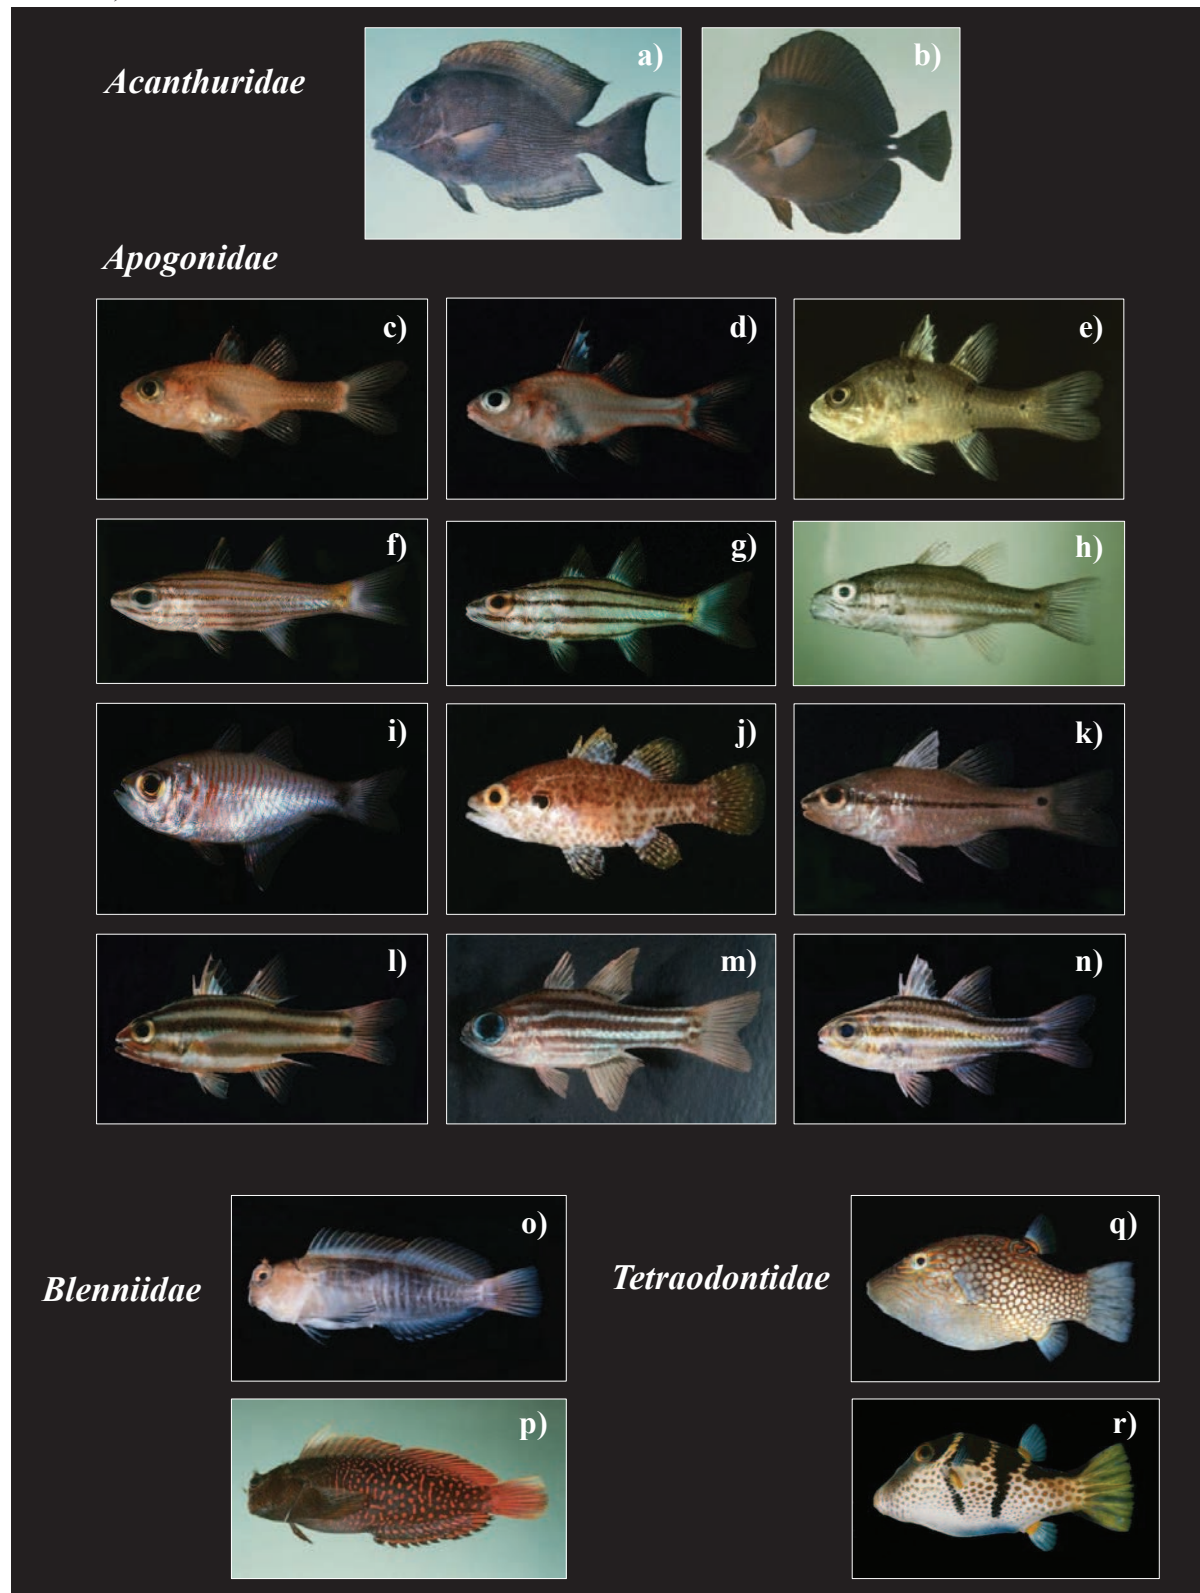 Acanthuridae
a)
b)
Apogonidae
c)
d)
e)
f)
g)
h)
i)
j)
k)
l)
m)
n)
o)
q)
Blenniidae
Tetraodontidae
p)
r)